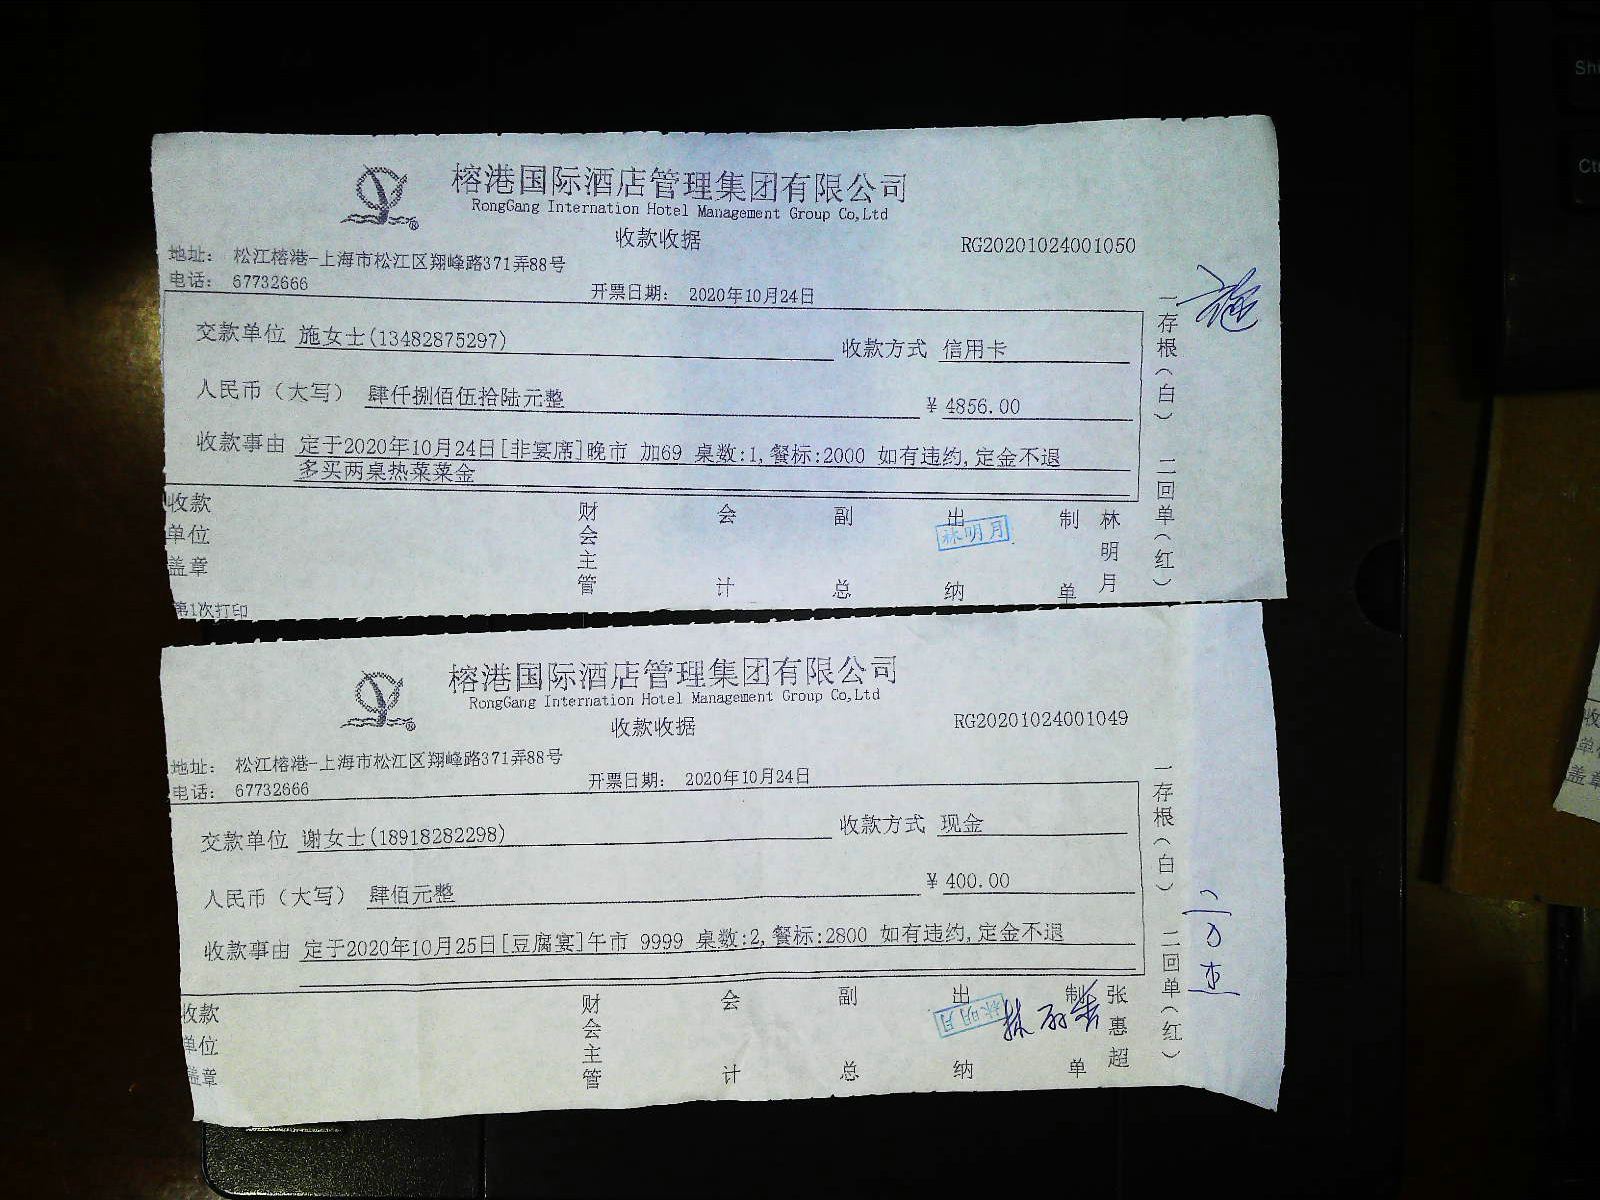 榕港国际酒店管理集团有限公司
RongGang Internation Hotel Management Group Co,Ltd
收款收据
RG20201024001050
地址： 松江榕港-上海市松江区翔峰路371弄88号
电话： 67732666
开票日期： 2020年10月24日
交款单位 施女士(13482875297)
收款方式 信用卡
人民币（大写） 肆仟捌佰伍拾陆元整
¥ 4856.00
收款事由 定于2020年10月24日[非宴席]晚市 加69 桌数:1,餐标:2000 如有违约,定金不退
多买两桌热菜菜金
收款单位盖章
财会主管
会计
副总
出纳
林明月
制单
林明月
一存根（白） 二回单（红）
施
第1次打印
榕港国际酒店管理集团有限公司
RongGang Internation Hotel Management Group Co,Ltd
收款收据
RG20201024001049
地址： 松江榕港-上海市松江区翔峰路371弄88号
电话： 67732666
开票日期： 2020年10月24日
交款单位 谢女士(18918282298)
收款方式 现金
人民币（大写） 肆佰元整
¥ 400.00
收款事由 定于2020年10月25日[豆腐宴]午市 9999 桌数:2,餐标:2800 如有违约,定金不退
收款单位盖章
财会主管
会计
副总
出纳
林明月
制单
张惠超
一存根（白） 二回单（红）
Shi
Ct
收
单
盖章